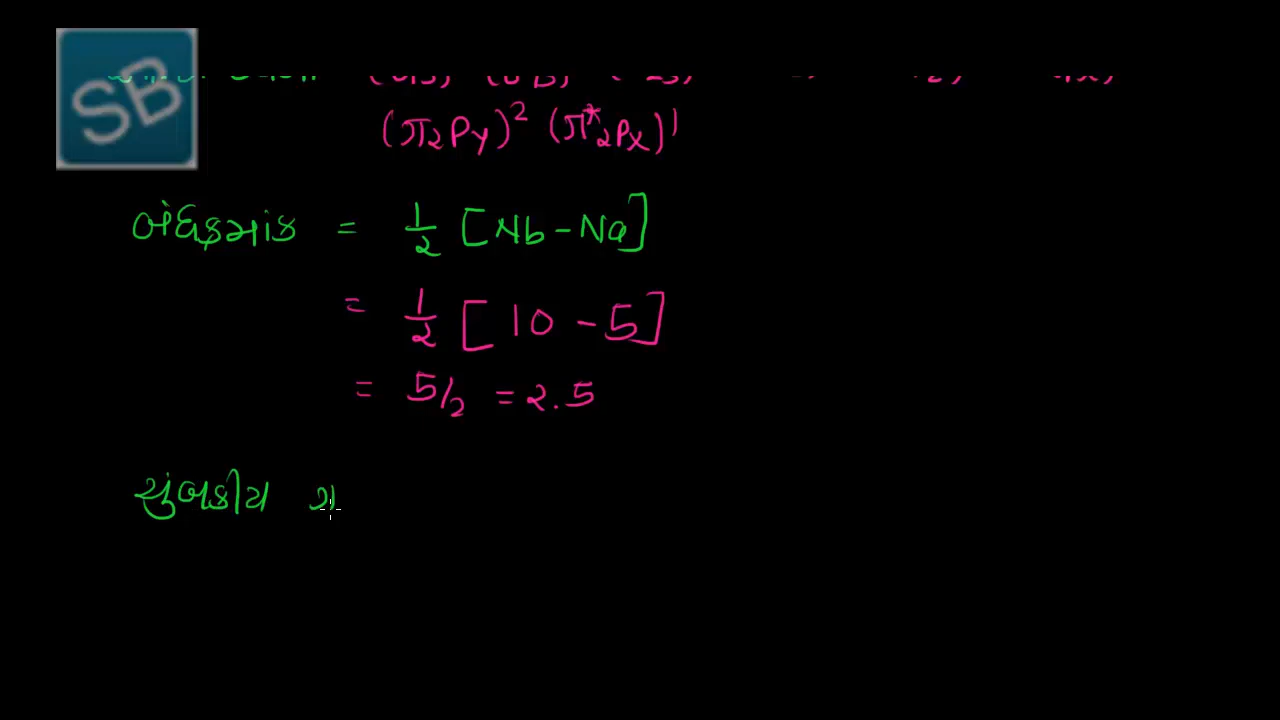 SB
(π2Py)² (π*2Px)¹
બંધક્રમાંક = 1/2 [Nb - Na]
= 1/2 [10 - 5]
= 5/2 = 2.5
ચુંબકીય ગ